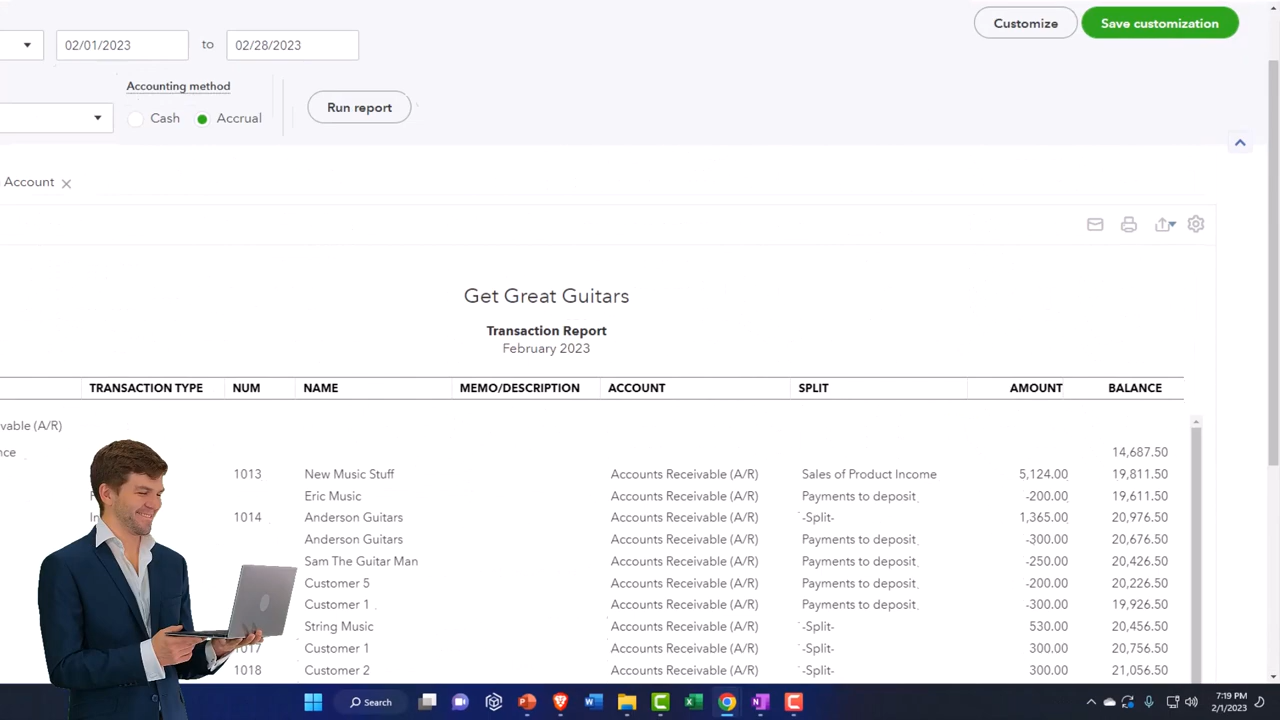 Customize Save customization
02/01/2023 to 02/28/2023
Accounting method
Cash Accrual Run report
Account
Get Great Guitars
Transaction Report
February 2023
TRANSACTION TYPE NUM NAME MEMO/DESCRIPTION ACCOUNT SPLIT AMOUNT BALANCE
vable (A/R)
nce 14,687.50
1013 New Music Stuff Accounts Receivable (A/R) Sales of Product Income 5,124.00 19,811.50
Eric Music Accounts Receivable (A/R) Payments to deposit -200.00 19,611.50
1014 Anderson Guitars Accounts Receivable (A/R) -Split- 1,365.00 20,976.50
Anderson Guitars Accounts Receivable (A/R) Payments to deposit -300.00 20,676.50
Sam The Guitar Man Accounts Receivable (A/R) Payments to deposit -250.00 20,426.50
Customer 5 Accounts Receivable (A/R) Payments to deposit -200.00 20,226.50
Customer 1 Accounts Receivable (A/R) Payments to deposit -300.00 19,926.50
String Music Accounts Receivable (A/R) -Split- 530.00 20,456.50
1017 Customer 1 Accounts Receivable (A/R) -Split- 300.00 20,756.50
1018 Customer 2 Accounts Receivable (A/R) -Split- 300.00 21,056.50
Search
7:19 PM
2/1/2023